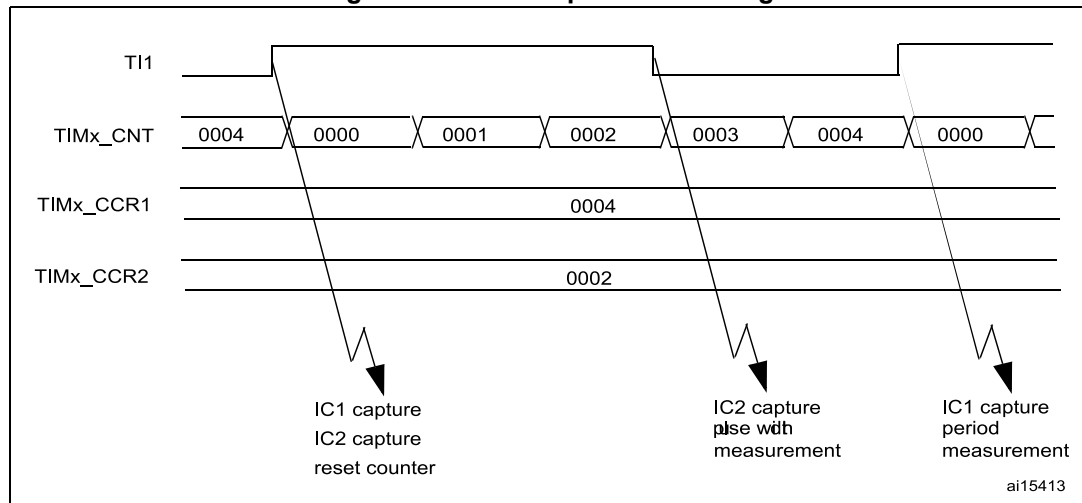 TI1
TIMx_CNT 0004 0000 0001 0002 0003 0004 0000
TIMx_CCR1 0004
TIMx_CCR2 0002
IC1 capture
IC2 capture
reset counter
IC2 capture
measurement
IC1 capture
period
measurement
ai15413